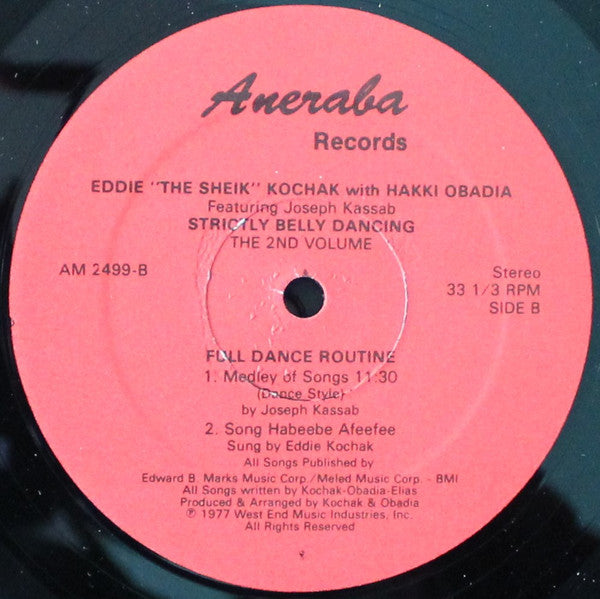 Aneraba
Records
EDDIE "THE SHEIK" KOCHAK with HAKKI OBADIA
Featuring Joseph Kassab
STRICTLY BELLY DANCING
THE 2ND VOLUME
AM 2499-B
Stereo
33 1/3 RPM
SIDE B
FULL DANCE ROUTINE
1. Medley of Songs 11:30
(Dance Style)
by Joseph Kassab
2. Song Habeebe Afeefee
Sung by Eddie Kochak
All Songs Published by
Edward B. Marks Music Corp./Meled Music Corp. - BMI
All Songs written by Kochak-Obadia-Elias
Produced & Arranged by Kochak & Obadia
℗ 1977 West End Music Industries, Inc.
All Rights Reserved